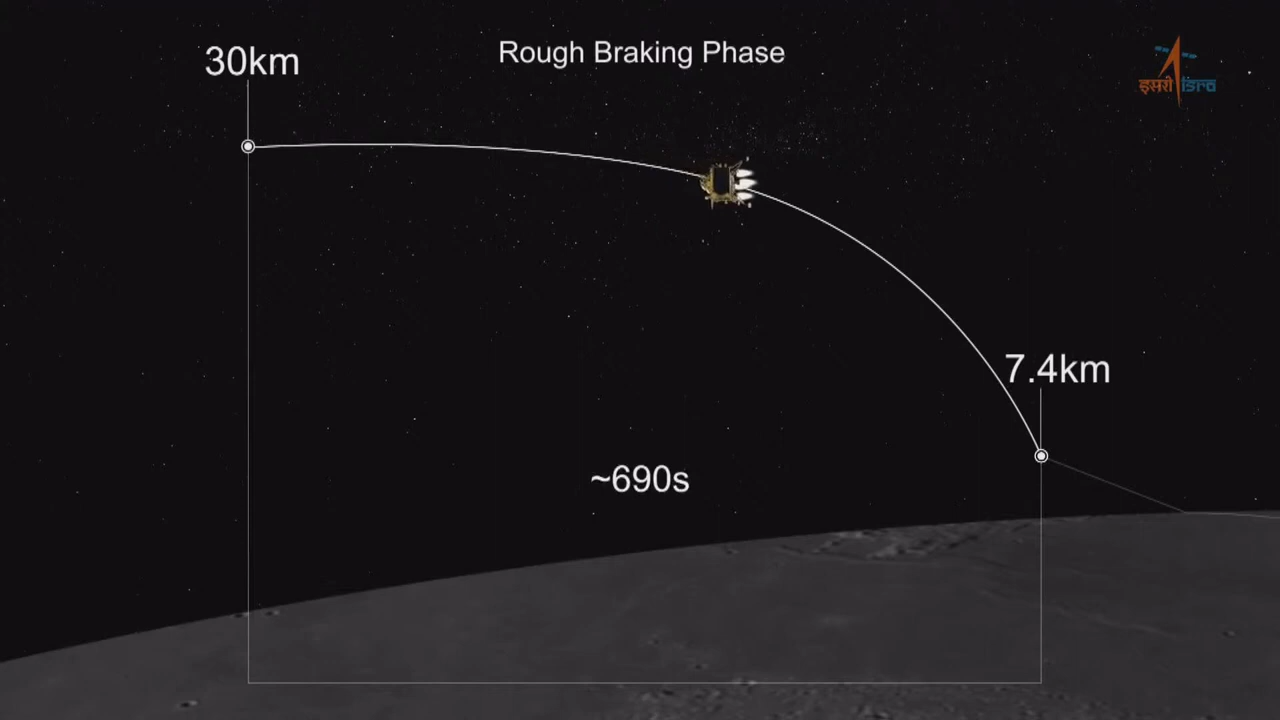 Rough Braking Phase
30km
इसरो isro
7.4km
~690s